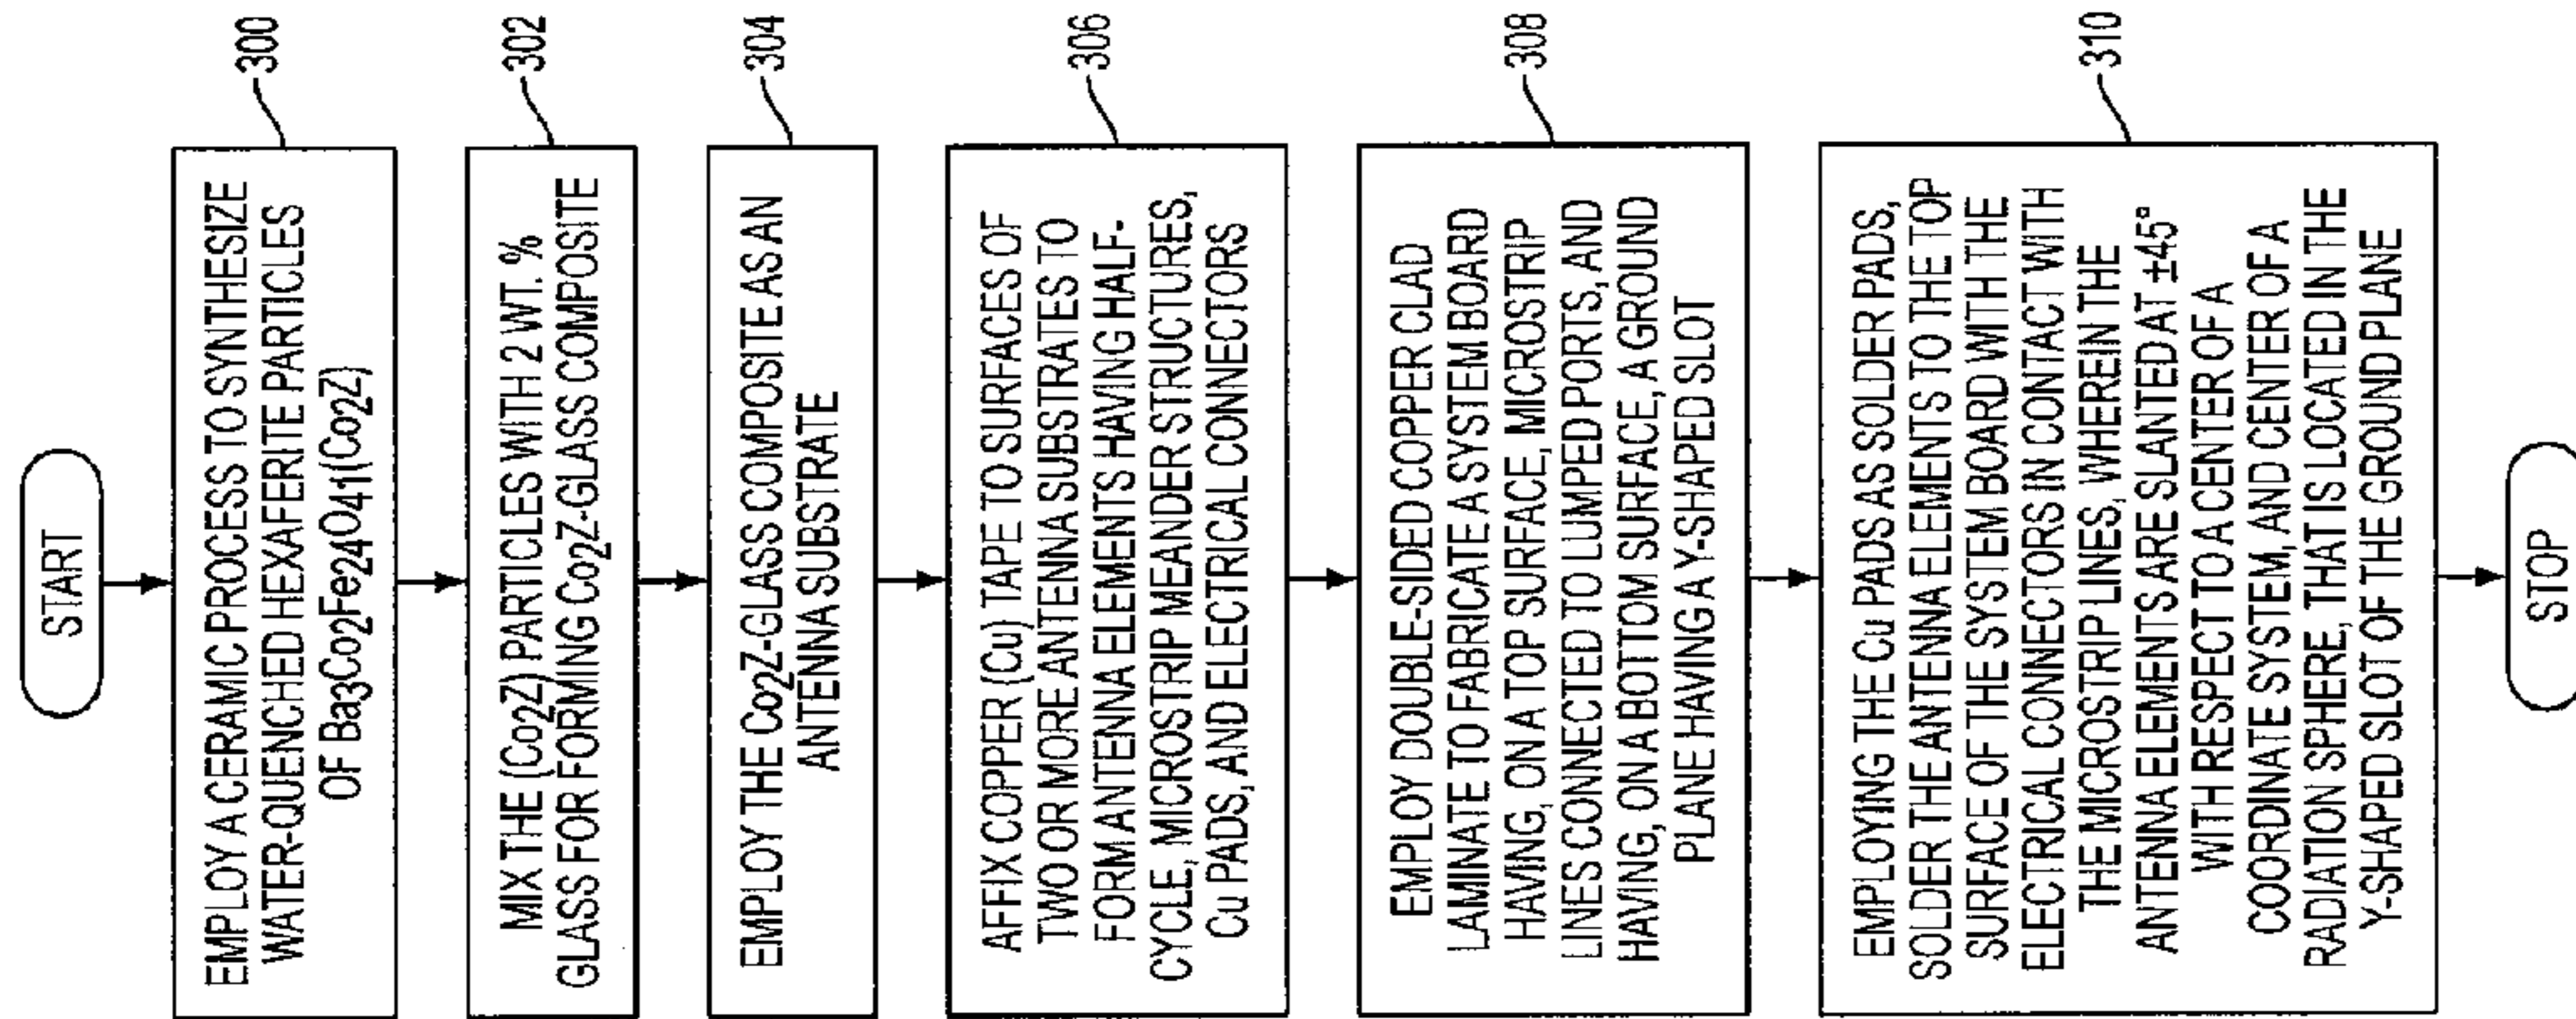 START
300
EMPLOY A CERAMIC PROCESS TO SYNTHESIZE
WATER-QUENCHED HEXAFERITE PARTICLES
OF Ba3Co2Fe24O41(Co2Z)
302
MIX THE (Co2Z) PARTICLES WITH 2 WT. %
GLASS FOR FORMING Co2Z-GLASS COMPOSITE
304
EMPLOY THE Co2Z-GLASS COMPOSITE AS AN
ANTENNA SUBSTRATE
306
AFFIX COPPER (Cu) TAPE TO SURFACES OF
TWO OR MORE ANTENNA SUBSTRATES TO
FORM ANTENNA ELEMENTS HAVING HALF-
CYCLE, MICROSTRIP MEANDER STRUCTURES,
Cu PADS, AND ELECTRICAL CONNECTORS
308
EMPLOY DOUBLE-SIDED COPPER CLAD
LAMINATE TO FABRICATE A SYSTEM BOARD
HAVING, ON A TOP SURFACE, MICROSTRIP
LINES CONNECTED TO LUMPED PORTS, AND
HAVING, ON A BOTTOM SURFACE, A GROUND
PLANE HAVING A Y-SHAPED SLOT
310
EMPLOYING THE Cu PADS AS SOLDER PADS,
SOLDER THE ANTENNA ELEMENTS TO THE TOP
SURFACE OF THE SYSTEM BOARD WITH THE
ELECTRICAL CONNECTORS IN CONTACT WITH
THE MICROSTRIP LINES, WHEREIN THE
ANTENNA ELEMENTS ARE SLANTED AT ±45°
WITH RESPECT TO A CENTER OF A
COORDINATE SYSTEM, AND CENTER OF A
RADIATION SPHERE, THAT IS LOCATED IN THE
Y-SHAPED SLOT OF THE GROUND PLANE
STOP